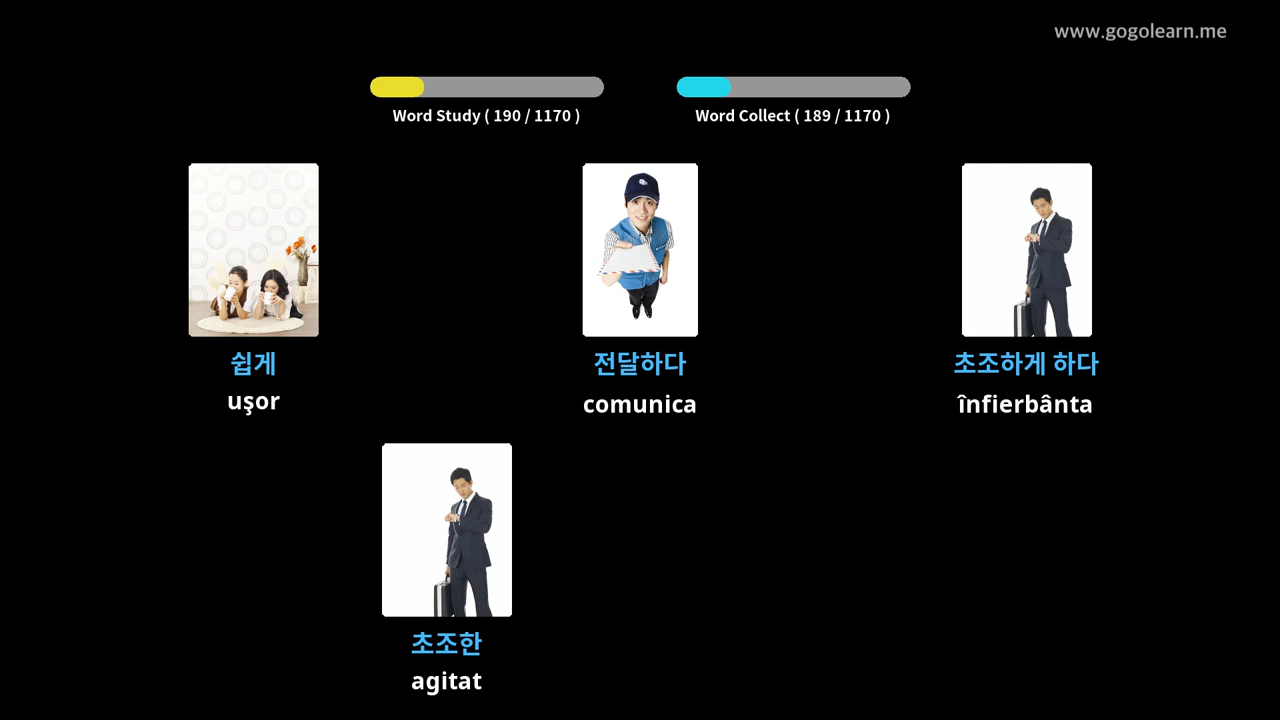 www.gogolearn.me
Word Study ( 190 / 1170 )
Word Collect ( 189 / 1170 )
쉽게
uşor
전달하다
comunica
초조하게 하다
înfierbânta
초조한
agitat